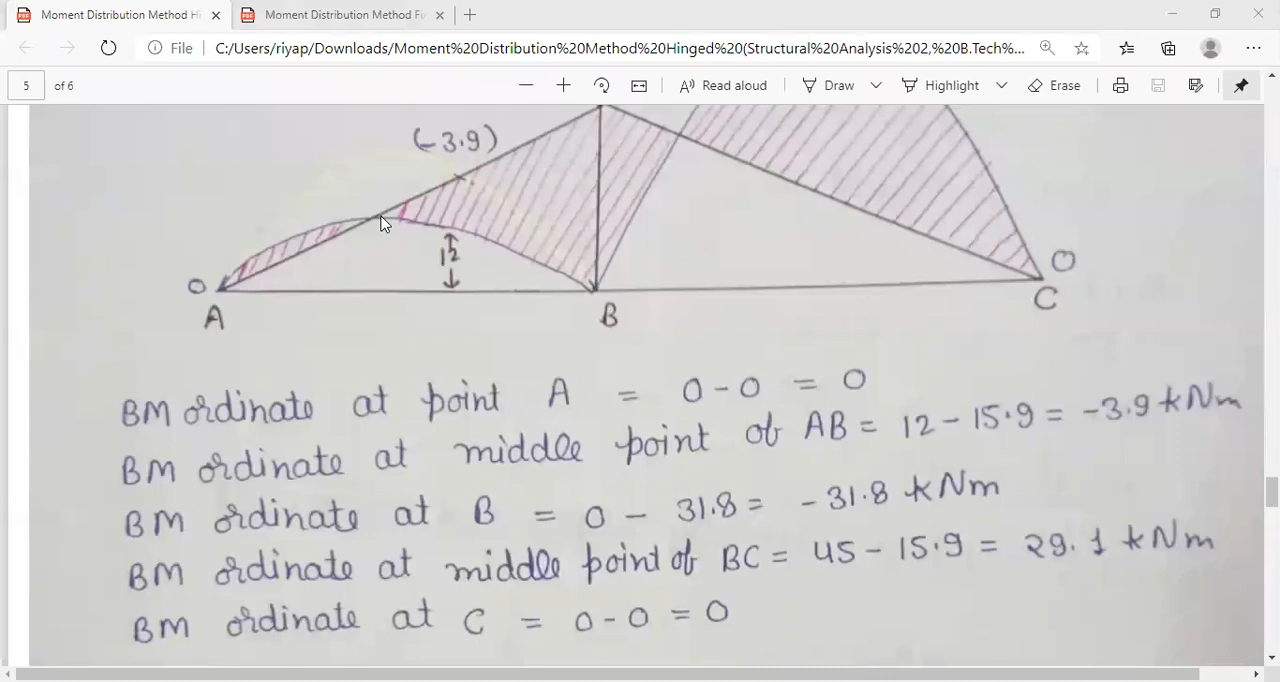 Moment Distribution Method Hi
Moment Distribution Method Fi
File
C:/Users/riyap/Downloads/Moment%20Distribution%20Method%20Hinged%20(Structural%20Analysis%202,%20B.Tech%...
5 of 6
Read aloud
Draw
Highlight
Erase
(-3.9)
12
O
A
B
O
C
BM ordinate at point A = 0 - 0 = 0
BM ordinate at middle point of AB = 12 - 15.9 = -3.9 kNm
BM ordinate at B = 0 - 31.8 = -31.8 kNm
BM ordinate at middle point of BC = 45 - 15.9 = 29.1 kNm
BM ordinate at C = 0 - 0 = 0